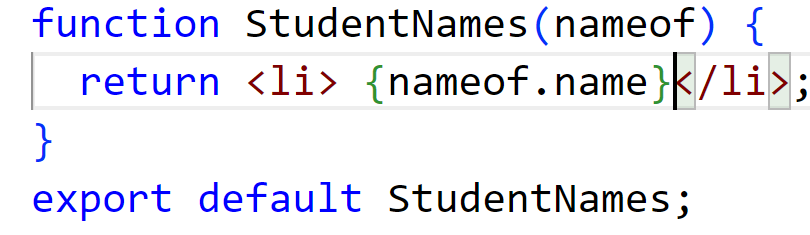 function StudentNames(nameof) {
  return <li> {nameof.name}</li>;
}
export default StudentNames;